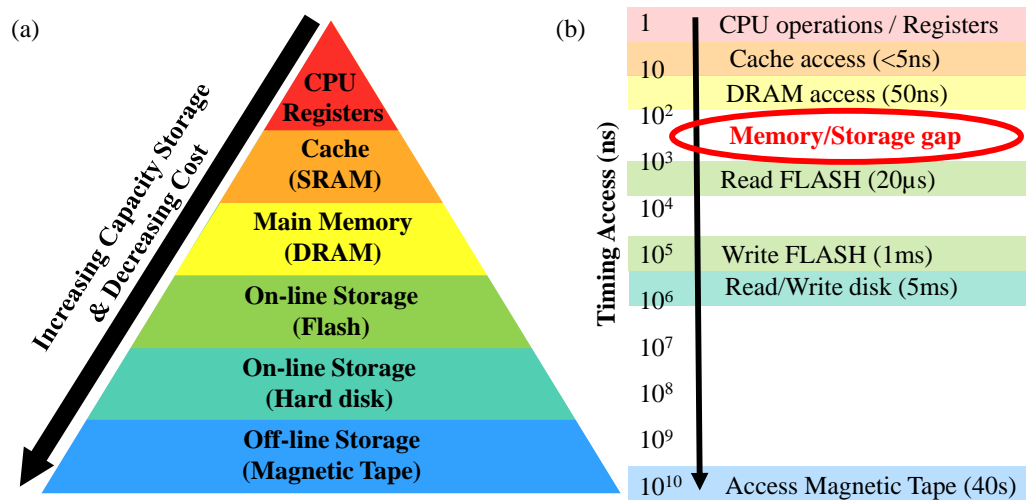 (a)
Increasing Capacity Storage
& Decreasing Cost
CPU
Registers
Cache
(SRAM)
Main Memory
(DRAM)
On-line Storage
(Flash)
On-line Storage
(Hard disk)
Off-line Storage
(Magnetic Tape)
(b)
Timing Access (ns)
1 CPU operations / Registers
Cache access (<5ns)
10
DRAM access (50ns)
10²
Memory/Storage gap
10³
Read FLASH (20µs)
10⁴
10⁵ Write FLASH (1ms)
Read/Write disk (5ms)
10⁶
10⁷
10⁸
10⁹
10¹⁰ Access Magnetic Tape (40s)